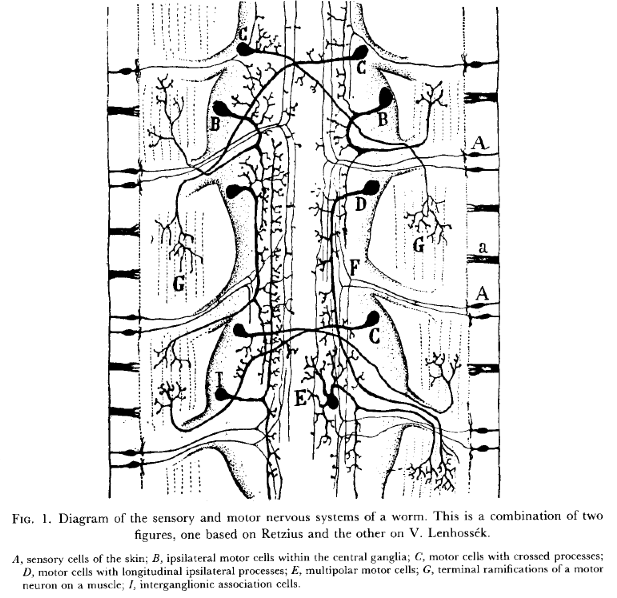 C
C
B
B
A
D
G
G
a
F
A
C
I
E
FIG. 1. Diagram of the sensory and motor nervous systems of a worm. This is a combination of two
figures, one based on Retzius and the other on V. Lenhossék.
A, sensory cells of the skin; B, ipsilateral motor cells within the central ganglia; C, motor cells with crossed processes;
D, motor cells with longitudinal ipsilateral processes; E, multipolar motor cells; G, terminal ramifications of a motor
neuron on a muscle; I, interganglionic association cells.